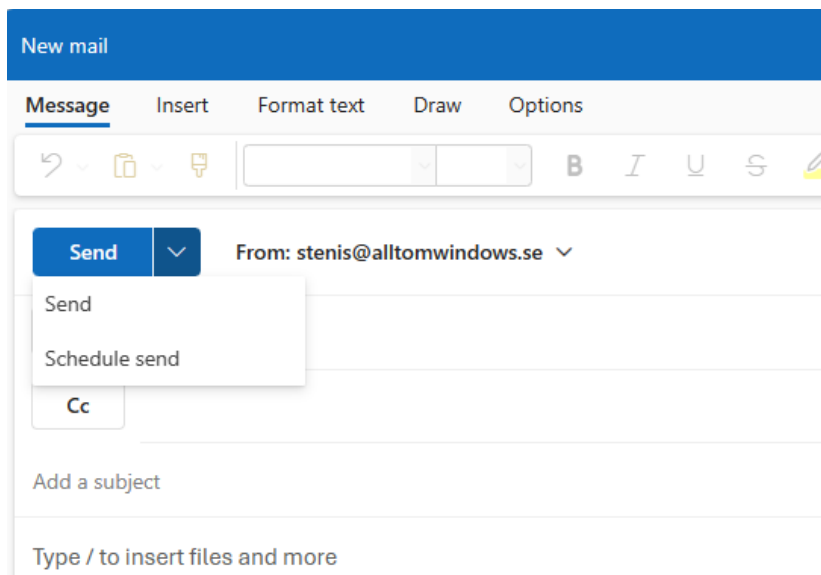 New mail
Message Insert Format text Draw Options
B I U S
Send From: stenis@alltomwindows.se
Send
Schedule send
Cc
Add a subject
Type / to insert files and more